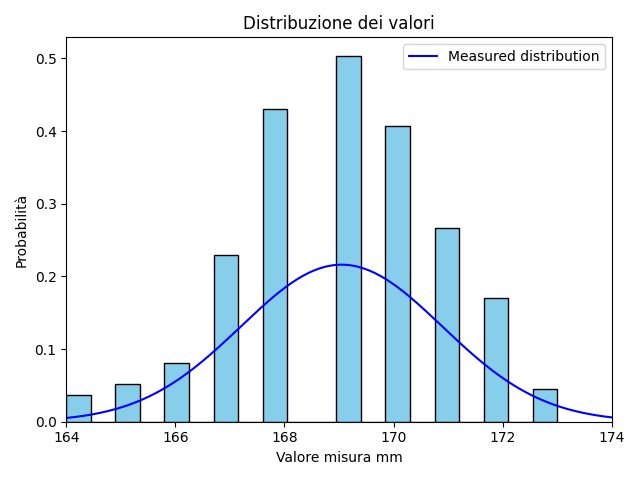 Distribuzione dei valori
Measured distribution
Probabilità
0.5
0.4
0.3
0.2
0.1
0.0
164 166 168 170 172 174
Valore misura mm